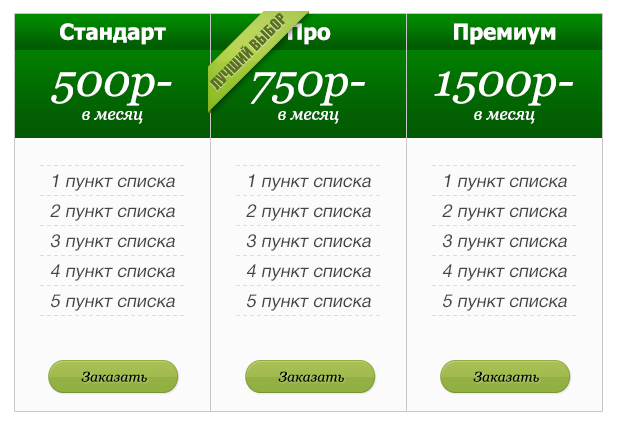 Стандарт
500р-
в месяц
1 пункт списка
2 пункт списка
3 пункт списка
4 пункт списка
5 пункт списка
Заказать
ЛУЧШИЙ ВЫБОР
Про
750р-
в месяц
1 пункт списка
2 пункт списка
3 пункт списка
4 пункт списка
5 пункт списка
Заказать
Премиум
1500р-
в месяц
1 пункт списка
2 пункт списка
3 пункт списка
4 пункт списка
5 пункт списка
Заказать